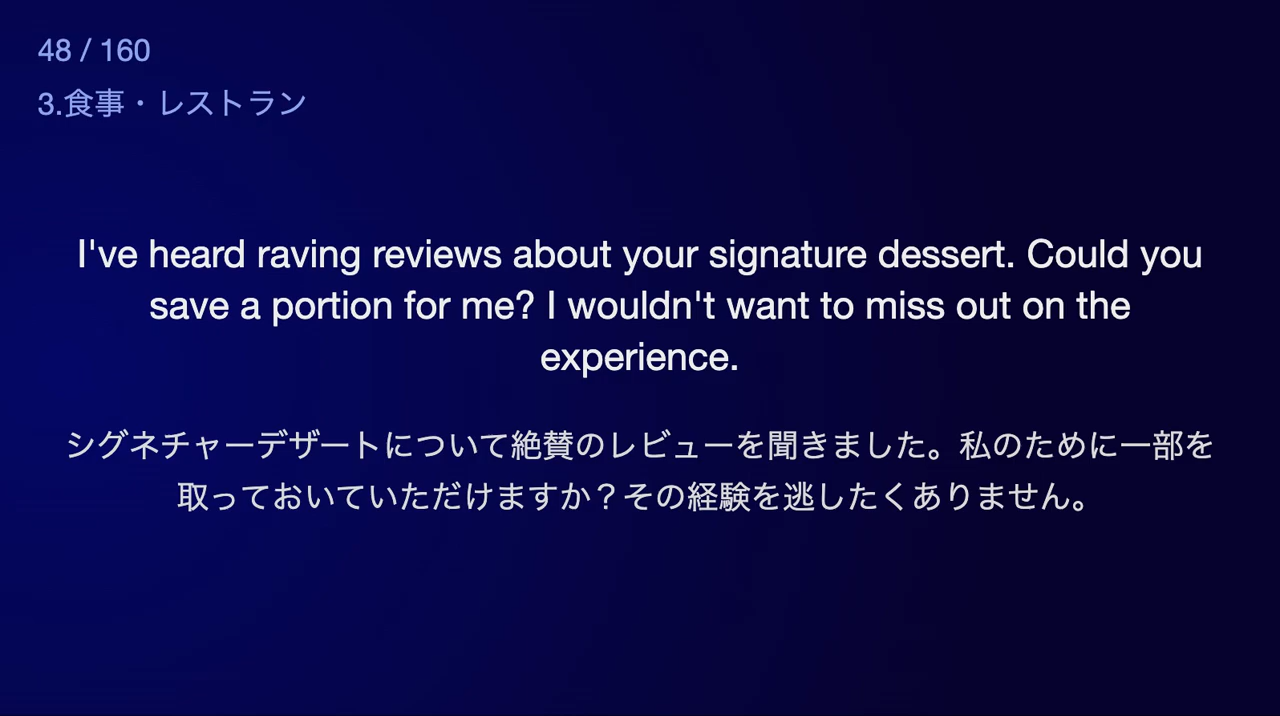 48 / 160
3.食事・レストラン
I've heard raving reviews about your signature dessert. Could you
save a portion for me? I wouldn't want to miss out on the
experience.
シグネチャーデザートについて絶賛のレビューを聞きました。私のために一部を
取っておいていただけますか？その経験を逃したくありません。